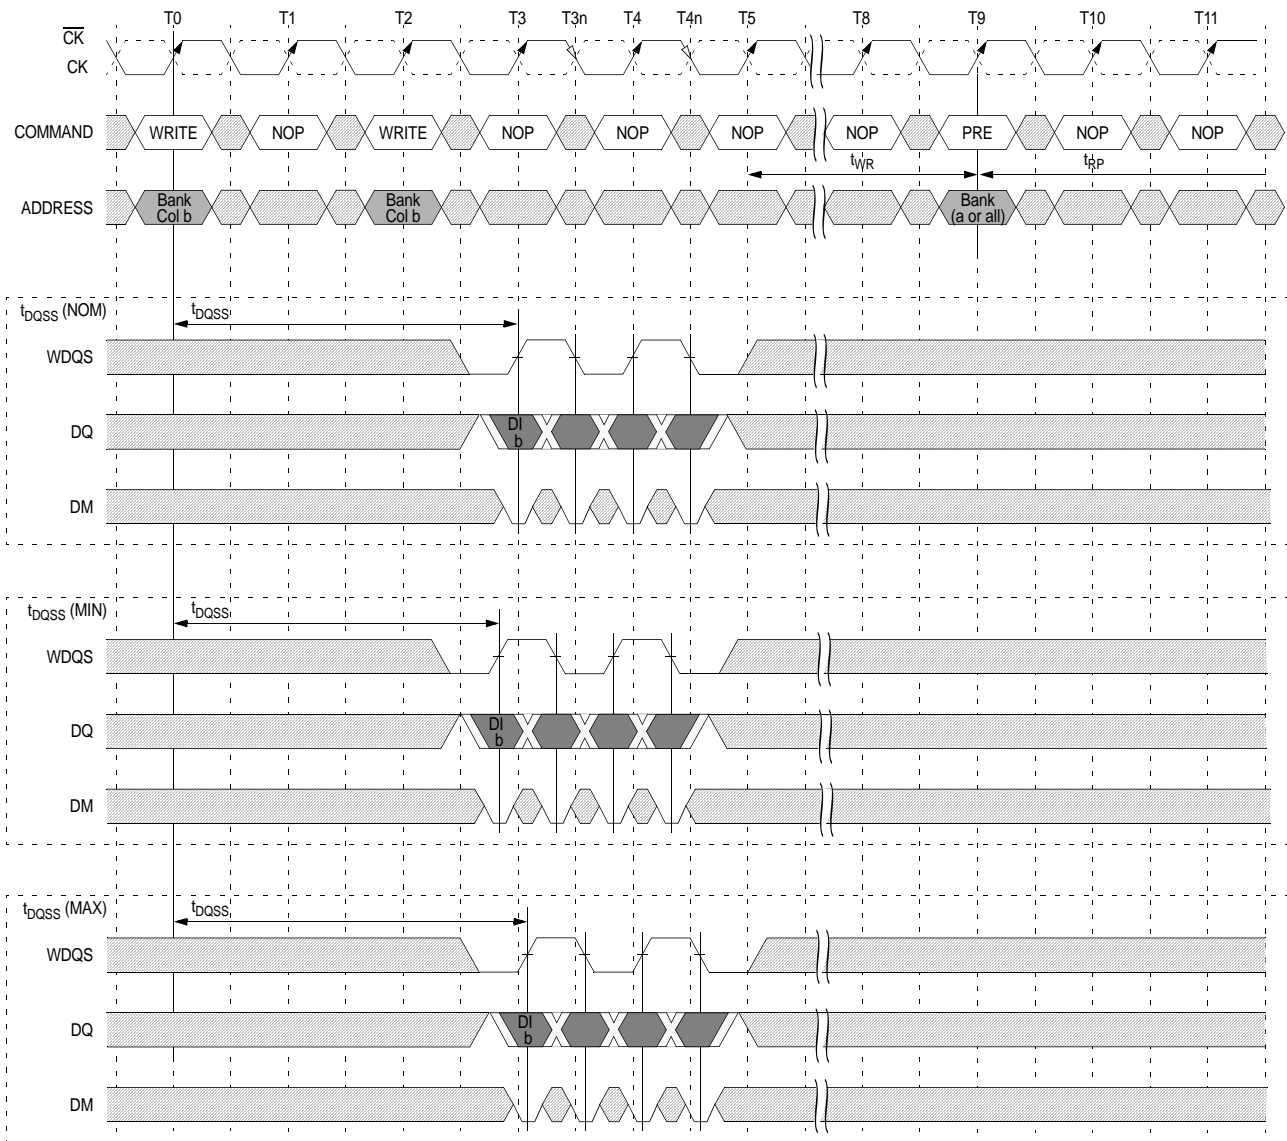 T0 T1 T2 T3 T3n T4 T4n T5 T8 T9 T10 T11
CK
CK
COMMAND WRITE NOP WRITE NOP NOP NOP NOP PRE NOP NOP
tWR tRP
ADDRESS Bank Col b Bank Col b Bank (a or all)
tDQSS (NOM) tDQSS
WDQS
DQ DI b
DM
tDQSS (MIN) tDQSS
WDQS
DQ DI b
DM
tDQSS (MAX) tDQSS
WDQS
DQ DI b
DM